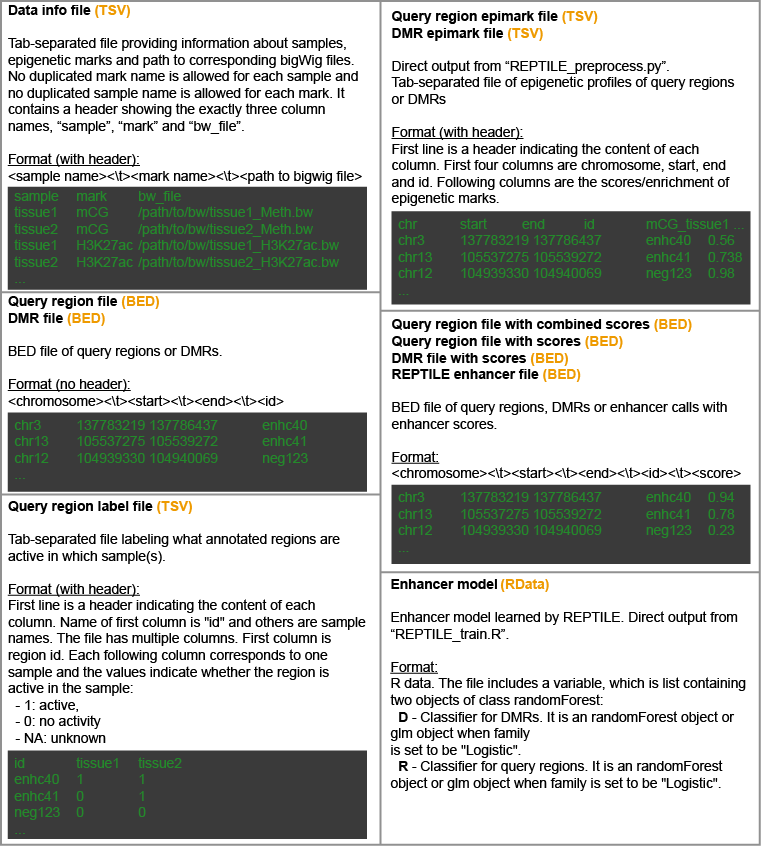 Data info file (TSV)
Tab-separated file providing information about samples,
epigenetic marks and path to corresponding bigWig files.
No duplicated mark name is allowed for each sample and
no duplicated sample name is allowed for each mark. It
contains a header showing the exactly three column
names, “sample”, “mark” and “bw_file”.
Format (with header):
<sample name><\t><mark name><\t><path to bigwig file>
sample mark bw_file
tissue1 mCG /path/to/bw/tissue1_Meth.bw
tissue2 mCG /path/to/bw/tissue2_Meth.bw
tissue1 H3K27ac /path/to/bw/tissue1_H3K27ac.bw
tissue2 H3K27ac /path/to/bw/tissue2_H3K27ac.bw
...
Query region file (BED)
DMR file (BED)
BED file of query regions or DMRs.
Format (no header):
<chromosome><\t><start><\t><end><\t><id>
chr3 137783219 137786437 enhc40
chr13 105537275 105539272 enhc41
chr12 104939330 104940069 neg123
...
Query region label file (TSV)
Tab-separated file labeling what annotated regions are
active in which sample(s).
Format (with header):
First line is a header indicating the content of each
column. Name of first column is "id" and others are sample
names. The file has multiple columns. First column is
region id. Each following column corresponds to one
sample and the values indicate whether the region is
active in the sample:
- 1: active,
- 0: no activity
- NA: unknown
id tissue1 tissue2
enhc40 1 1
enhc41 0 1
neg123 0 0
...
Query region epimark file (TSV)
DMR epimark file (TSV)
Direct output from “REPTILE_preprocess.py”.
Tab-separated file of epigenetic profiles of query regions
or DMRs
Format (with header):
First line is a header indicating the content of each
column. First four columns are chromosome, start, end
and id. Following columns are the scores/enrichment of
epigenetic marks.
chr start end id mCG_tissue1 ...
chr3 137783219 137786437 enhc40 0.56
chr13 105537275 105539272 enhc41 0.738
chr12 104939330 104940069 neg123 0.98
...
Query region file with combined scores (BED)
Query region file with scores (BED)
DMR file with scores (BED)
REPTILE enhancer file (BED)
BED file of query regions, DMRs or enhancer calls with
enhancer scores.
Format:
<chromosome><\t><start><\t><end><\t><id><\t><score>
chr3 137783219 137786437 enhc40 0.94
chr13 105537275 105539272 enhc41 0.78
chr12 104939330 104940069 neg123 0.23
...
Enhancer model (RData)
Enhancer model learned by REPTILE. Direct output from
“REPTILE_train.R”.
Format:
R data. The file includes a variable, which is list containing
two objects of class randomForest:
D - Classifier for DMRs. It is an randomForest object or
glm object when family
is set to be "Logistic".
R - Classifier for query regions. It is an randomForest
object or glm object when family is set to be "Logistic".